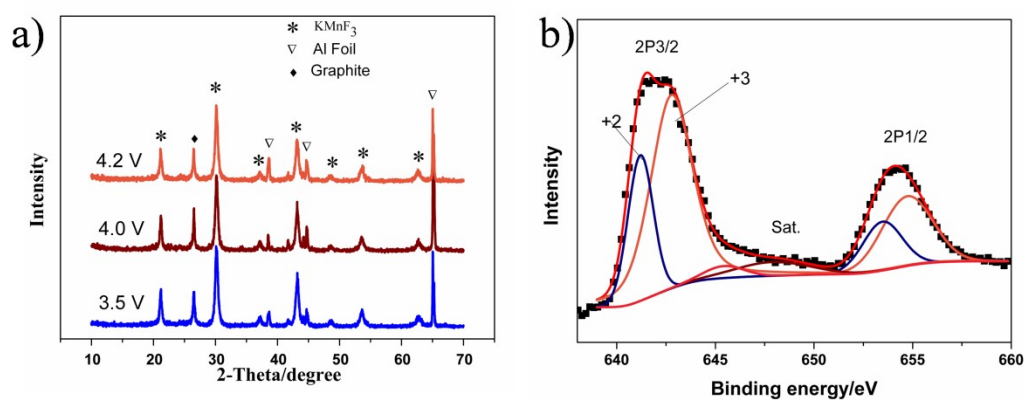 a)
* KMnF3
▽ Al Foil
♦ Graphite
4.2 V
4.0 V
3.5 V
Intensity
10 20 30 40 50 60 70
2-Theta/degree
b)
2P3/2
+3
+2
2P1/2
Sat.
Intensity
640 645 650 655 660
Binding energy/eV